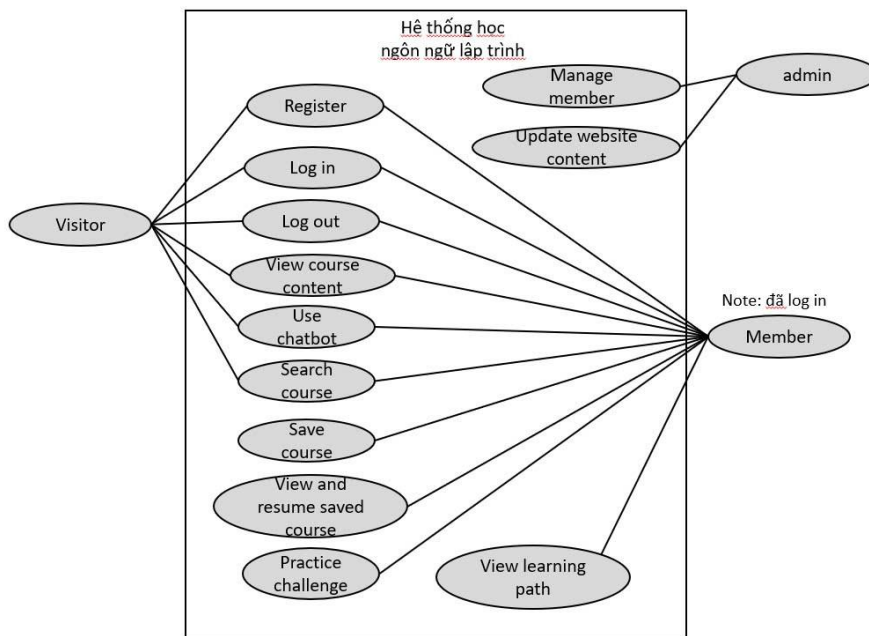 Hệ thống học
ngôn ngữ lập trình
Manage
member
admin
Register
Update website
content
Log in
Visitor
Log out
View course
content
Note: đã log in
Use
chatbot
Member
Search
course
Save
course
View and
resume saved
course
Practice
challenge
View learning
path